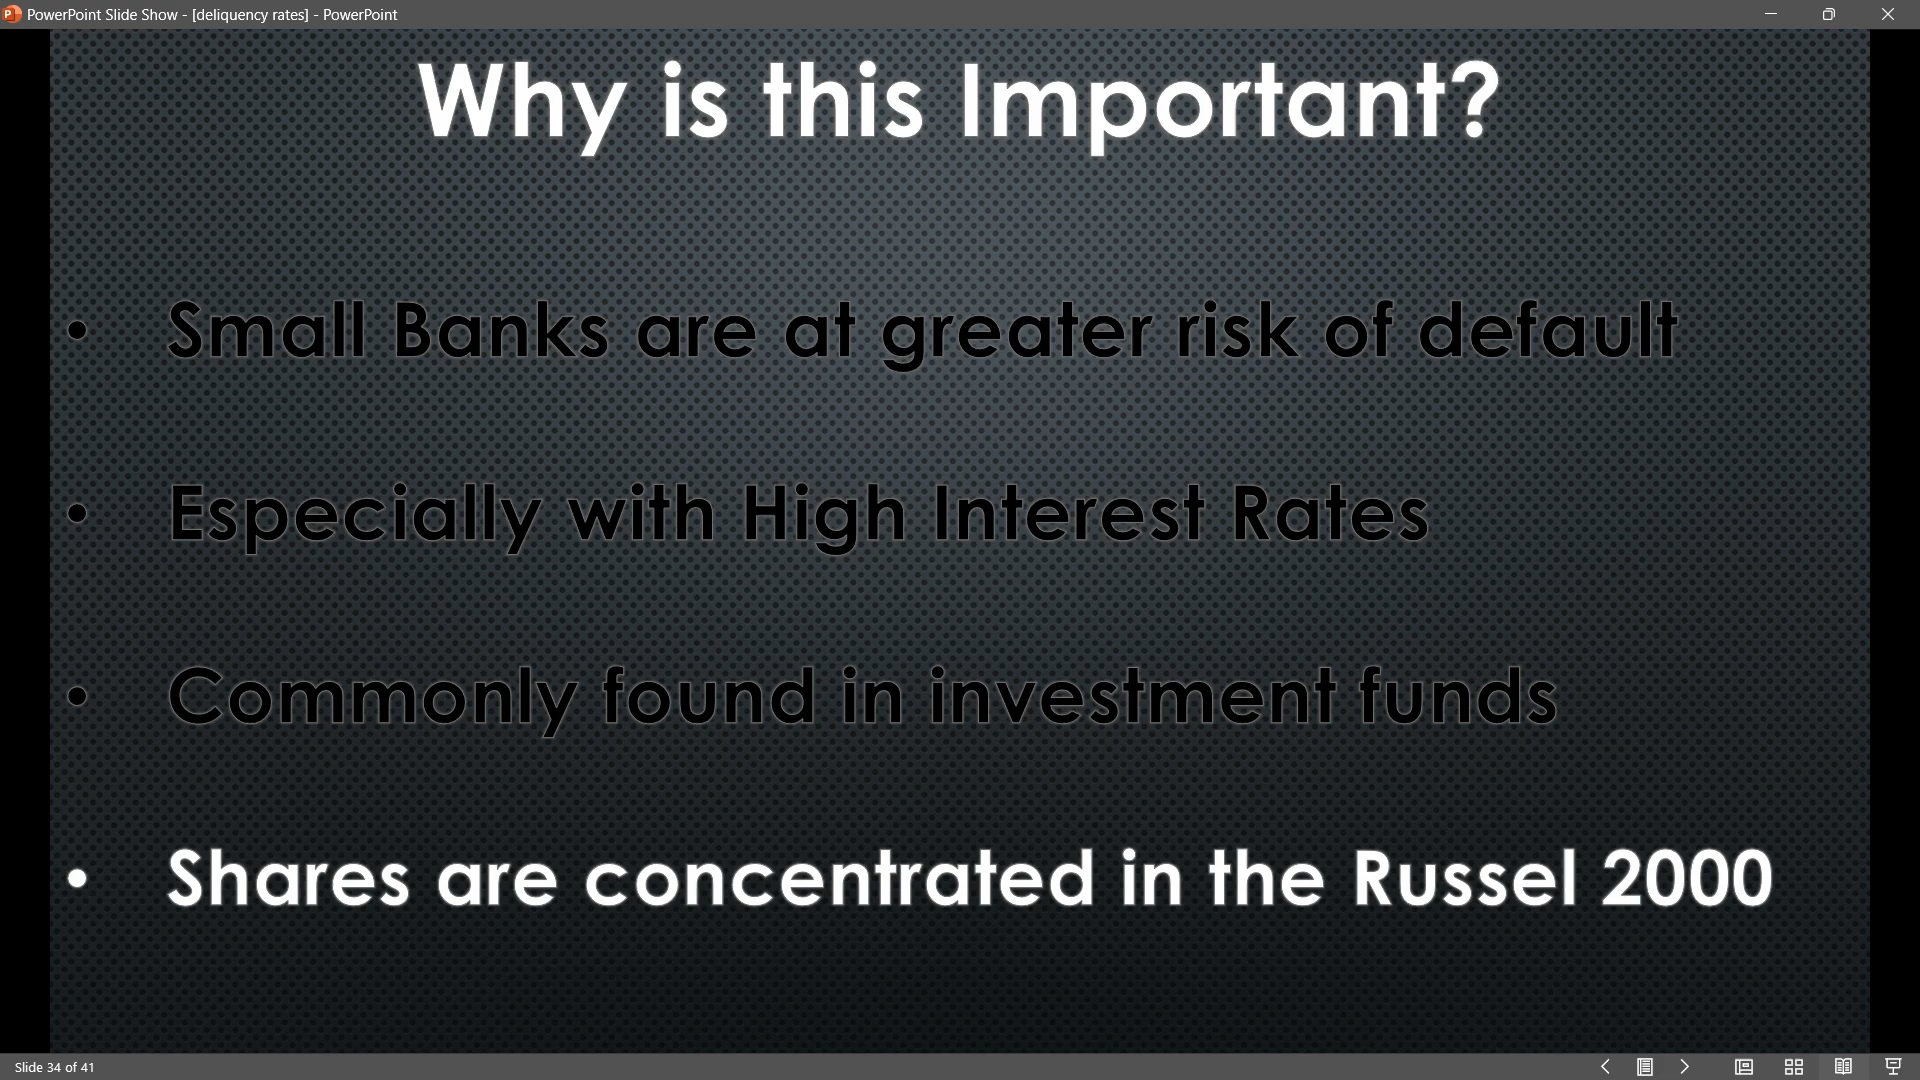 PowerPoint Slide Show - [deliquency rates] - PowerPoint
Why is this Important?
• Small Banks are at greater risk of default
• Especially with High Interest Rates
• Commonly found in investment funds
• Shares are concentrated in the Russel 2000
Slide 34 of 41